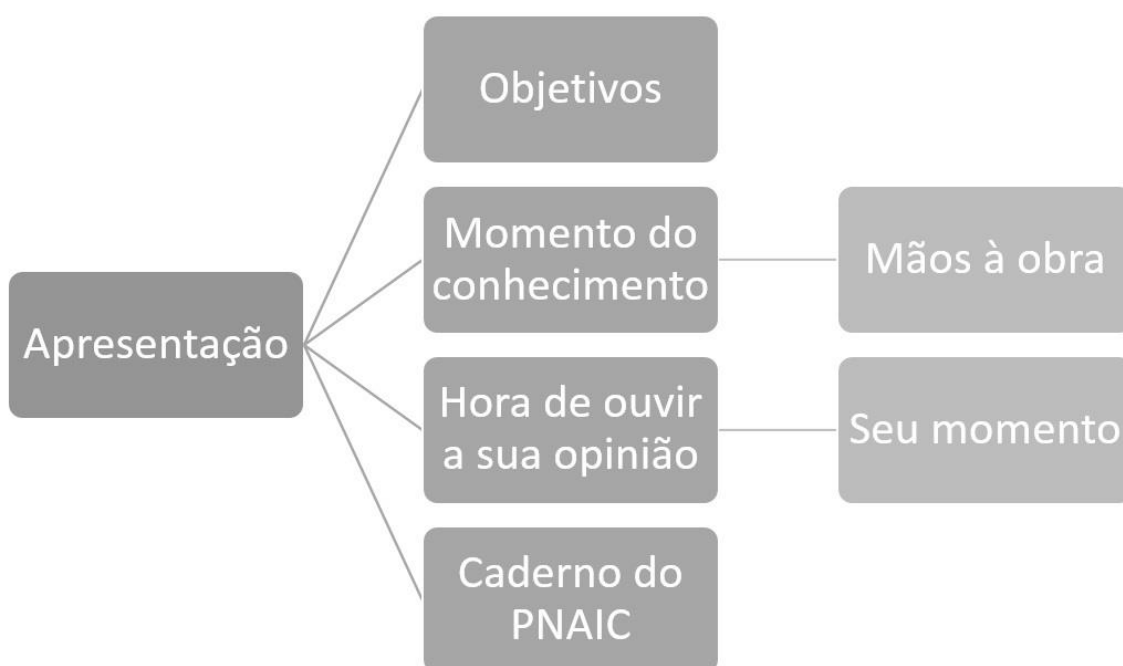 Apresentação
Objetivos
Momento do
conhecimento
Mãos à obra
Hora de ouvir
a sua opinião
Seu momento
Caderno do
PNAIC